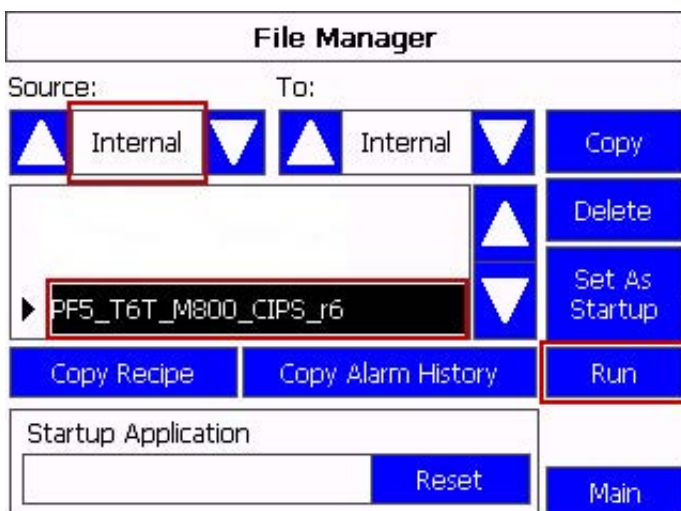 File Manager
Source: To:
Internal Internal Copy
Delete
Set As
Startup
PF5_T6T_M800_CIPS_r6
Copy Recipe Copy Alarm History Run
Startup Application
Reset Main